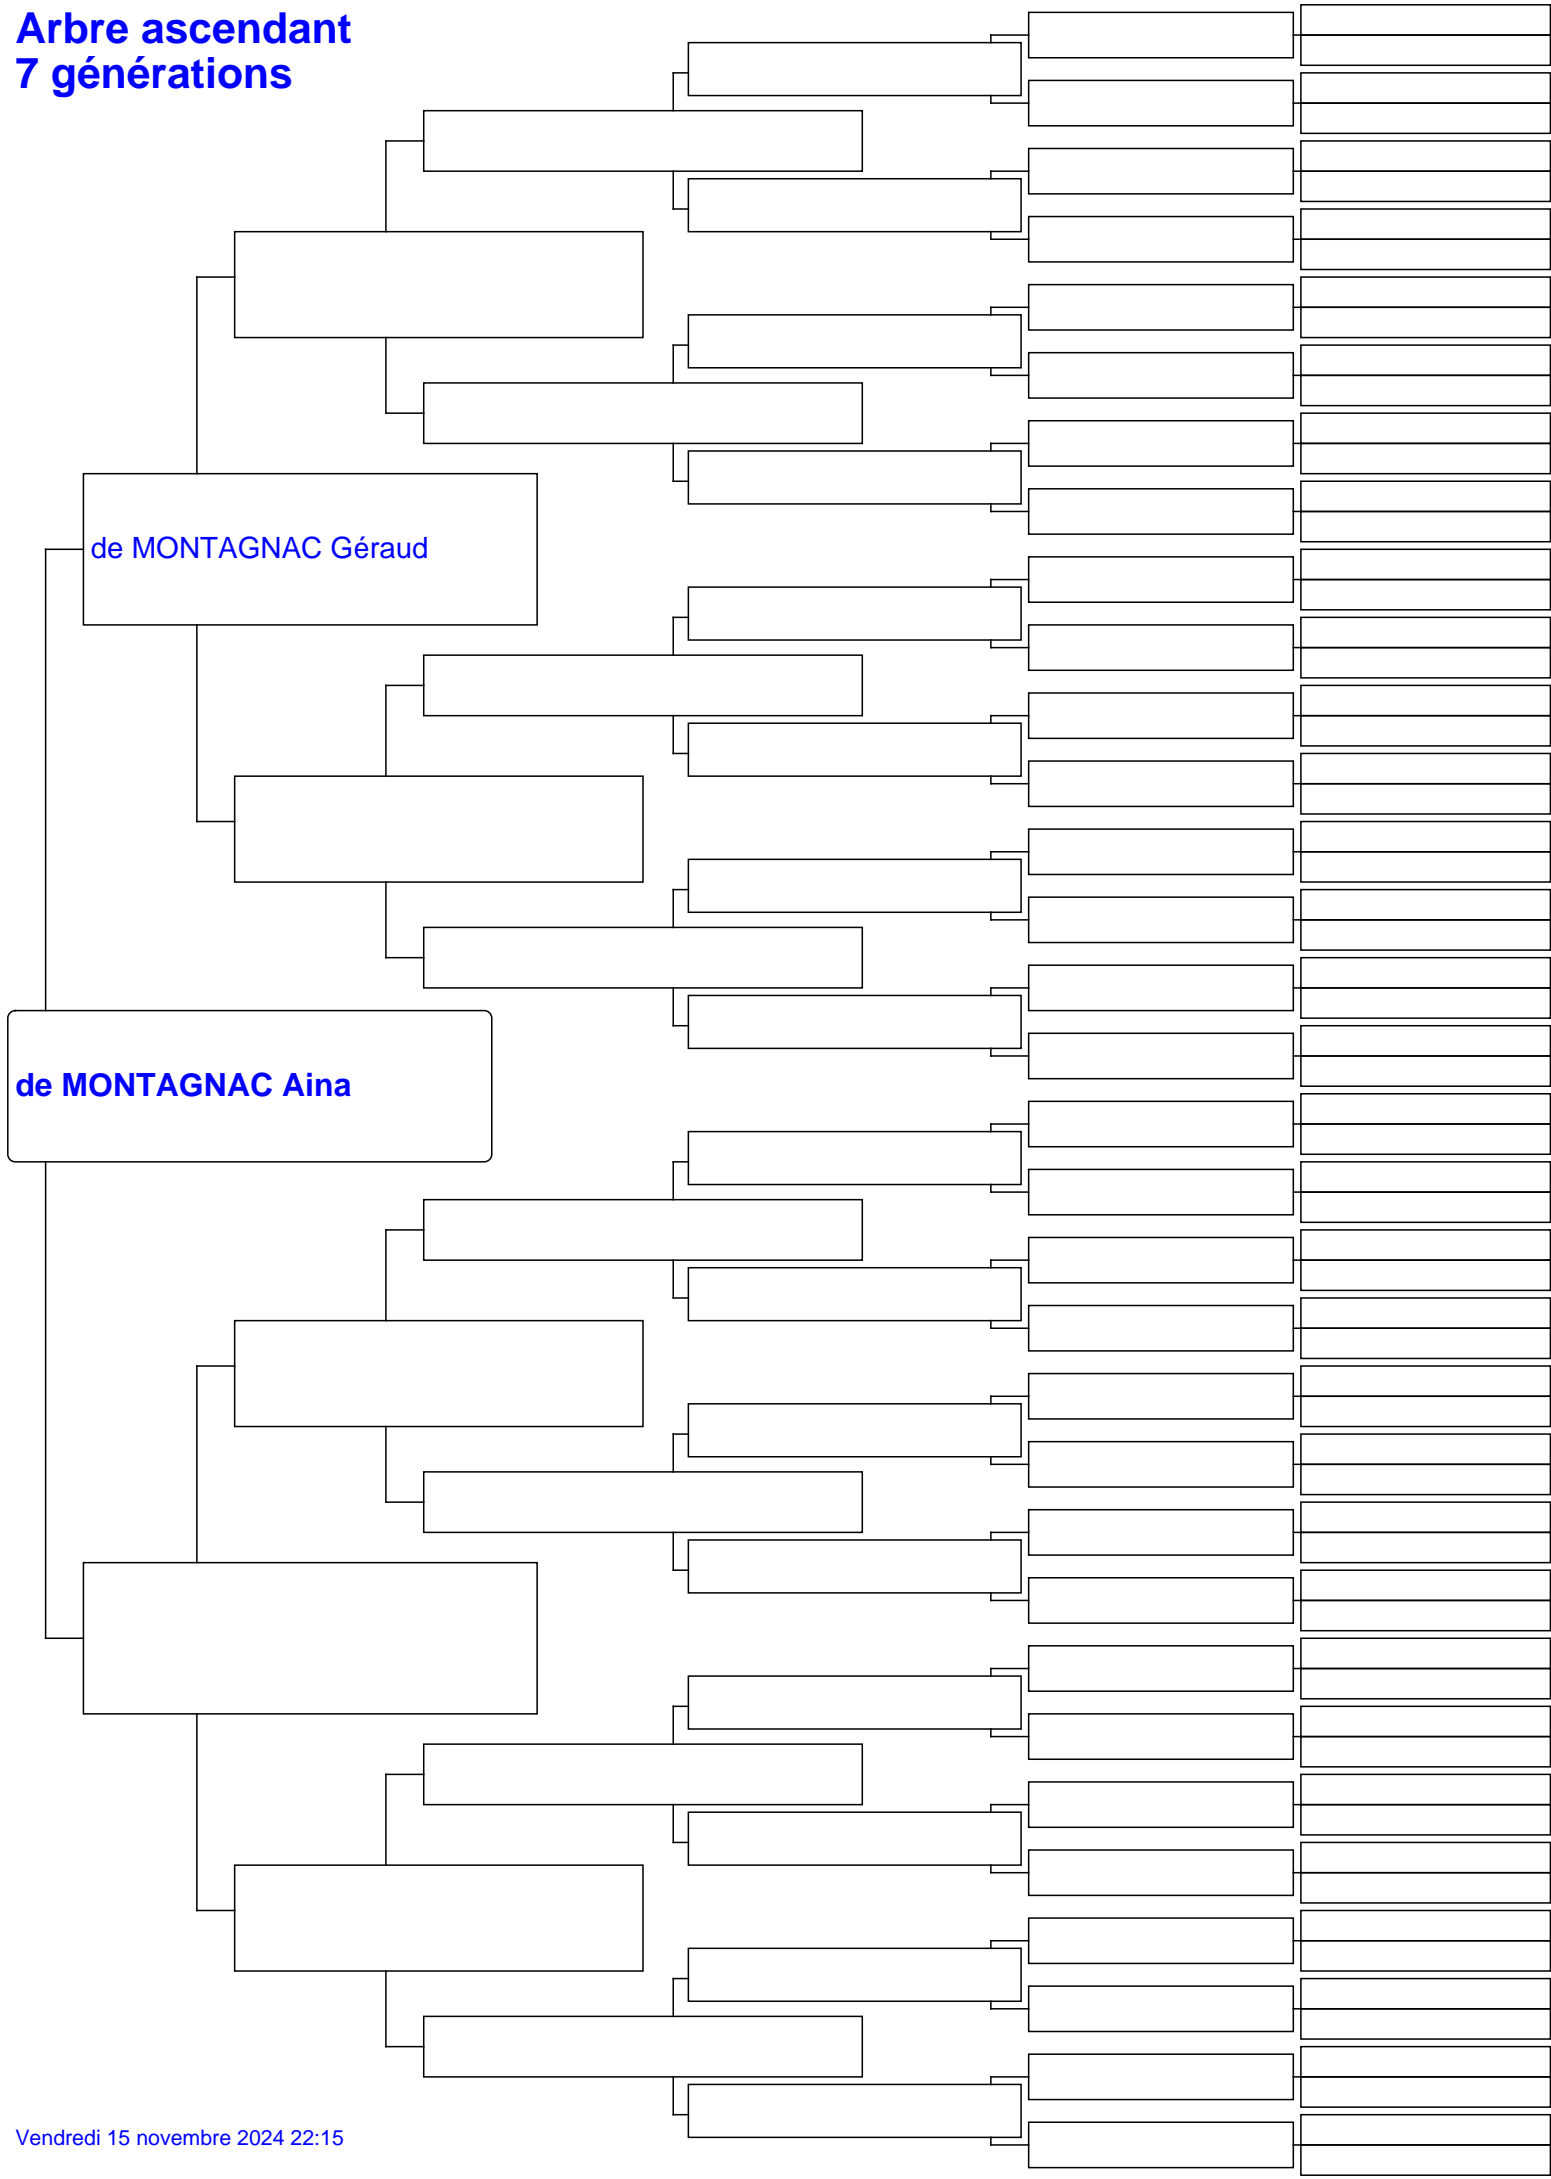 Arbre ascendant
7 générations
de MONTAGNAC Géraud
de MONTAGNAC Aina
Vendredi 15 novembre 2024 22:15